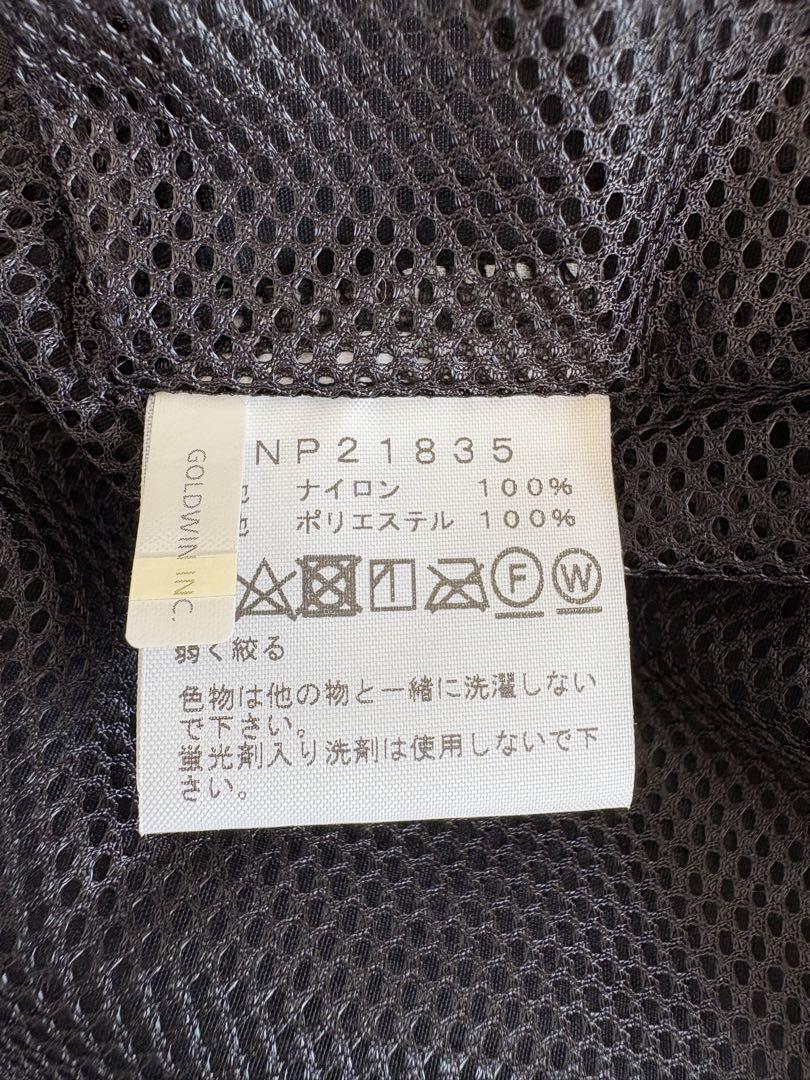 NP21835
ナイロン 100%
ポリエステル 100%
F W
弱く絞る
色物は他の物と一緒に洗濯しない
で下さい。
蛍光剤入り洗剤は使用しないで下
さい。
GOLDWIN INC.